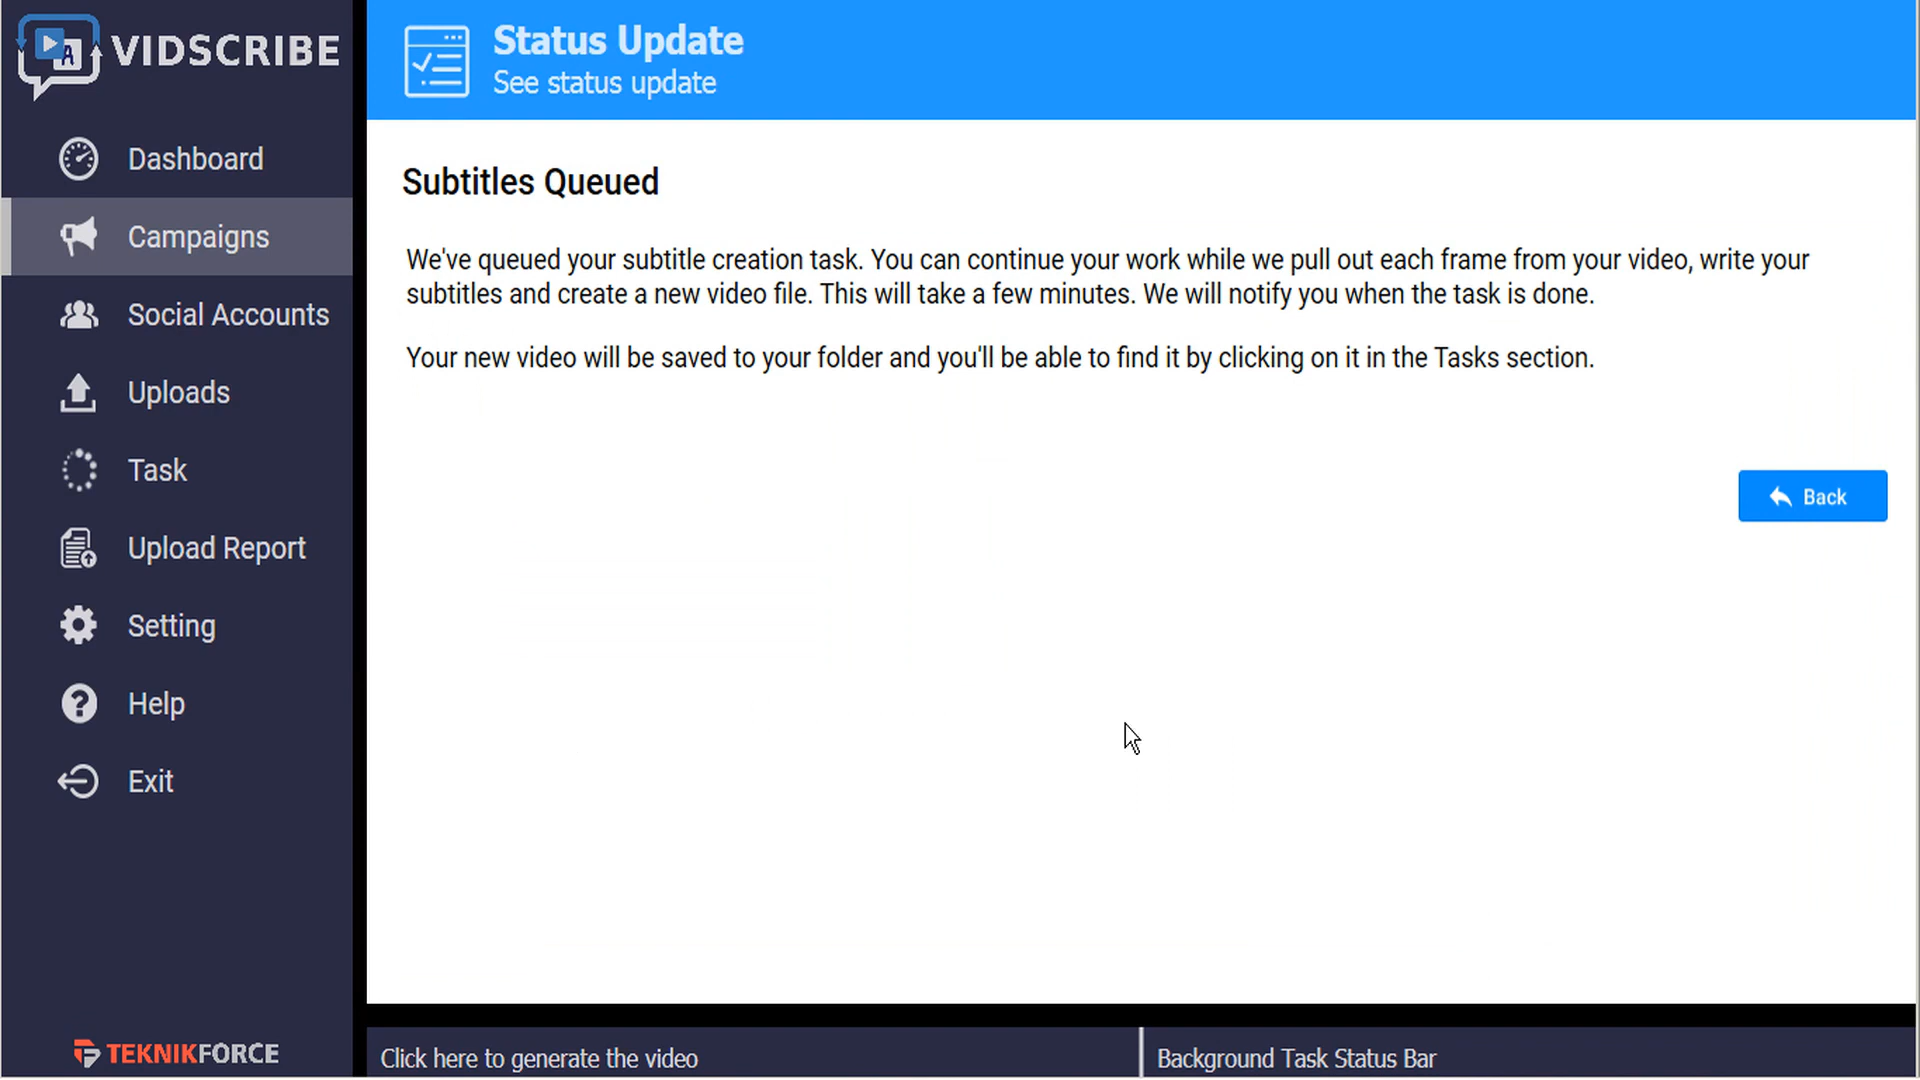 VIDSCRIBE
A
Dashboard
Campaigns
Social Accounts
Uploads
Task
Upload Report
Setting
Help
Exit
TEKNIKFORCE
Status Update
See status update
Subtitles Queued
We've queued your subtitle creation task. You can continue your work while we pull out each frame from your video, write your
subtitles and create a new video file. This will take a few minutes. We will notify you when the task is done.
Your new video will be saved to your folder and you'll be able to find it by clicking on it in the Tasks section.
Back
Click here to generate the video
Background Task Status Bar